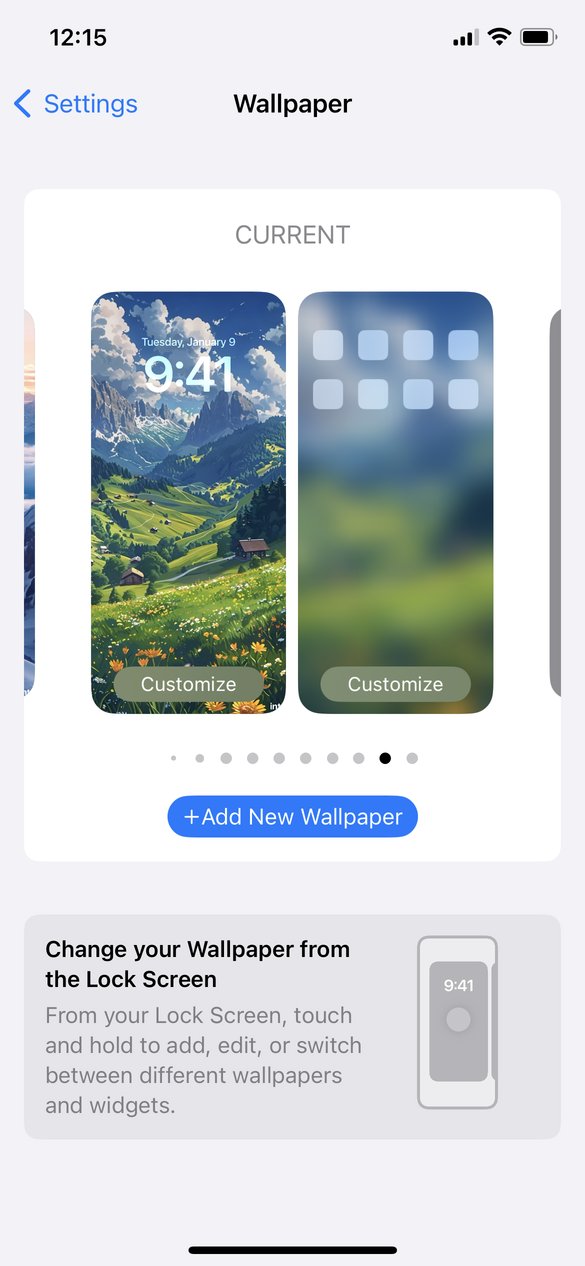 12:15
Settings
Wallpaper
CURRENT
Tuesday, January 9
9:41
Customize
Customize
+Add New Wallpaper
Change your Wallpaper from
the Lock Screen
9:41
From your Lock Screen, touch
and hold to add, edit, or switch
between different wallpapers
and widgets.